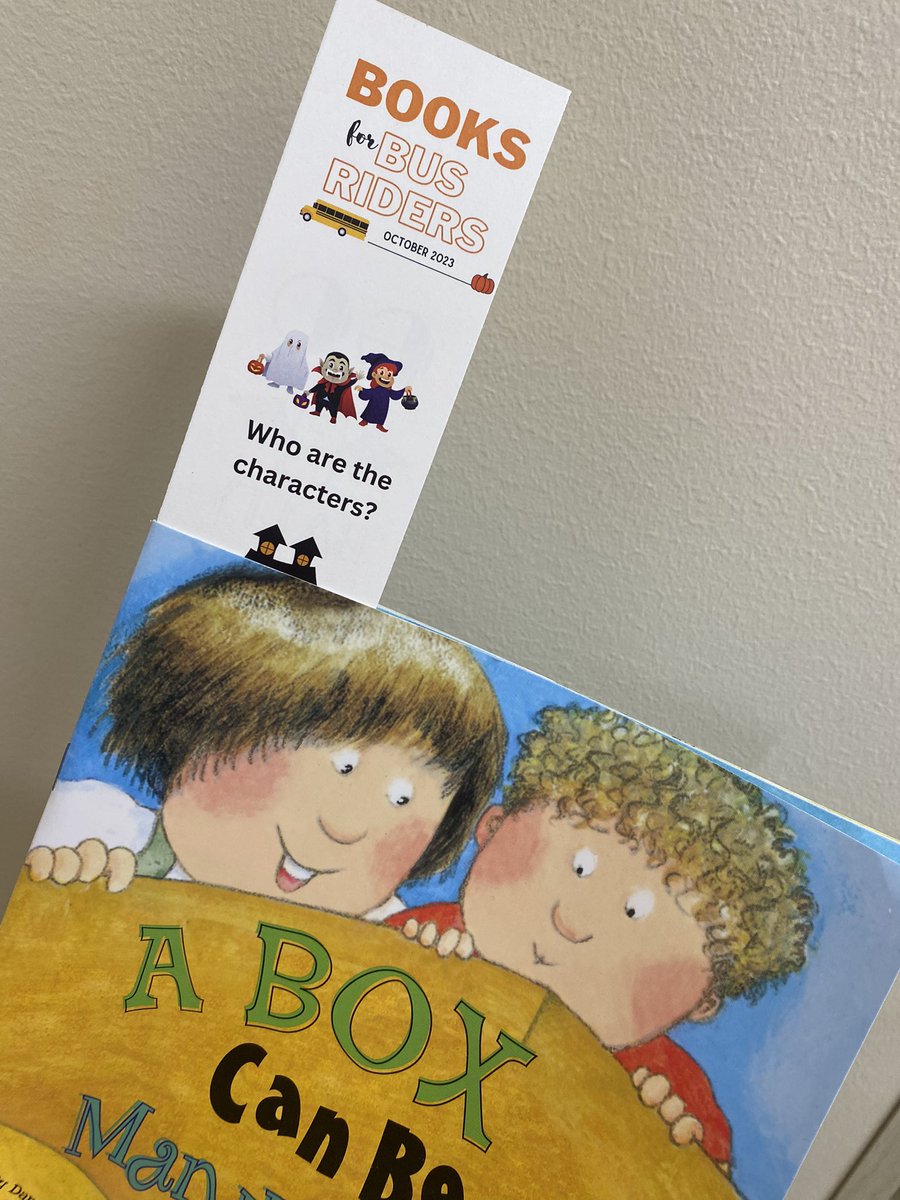 BOOKS
for BUS
RIDERS
OCTOBER 2023
Who are the
characters?
A BOX
Can Be